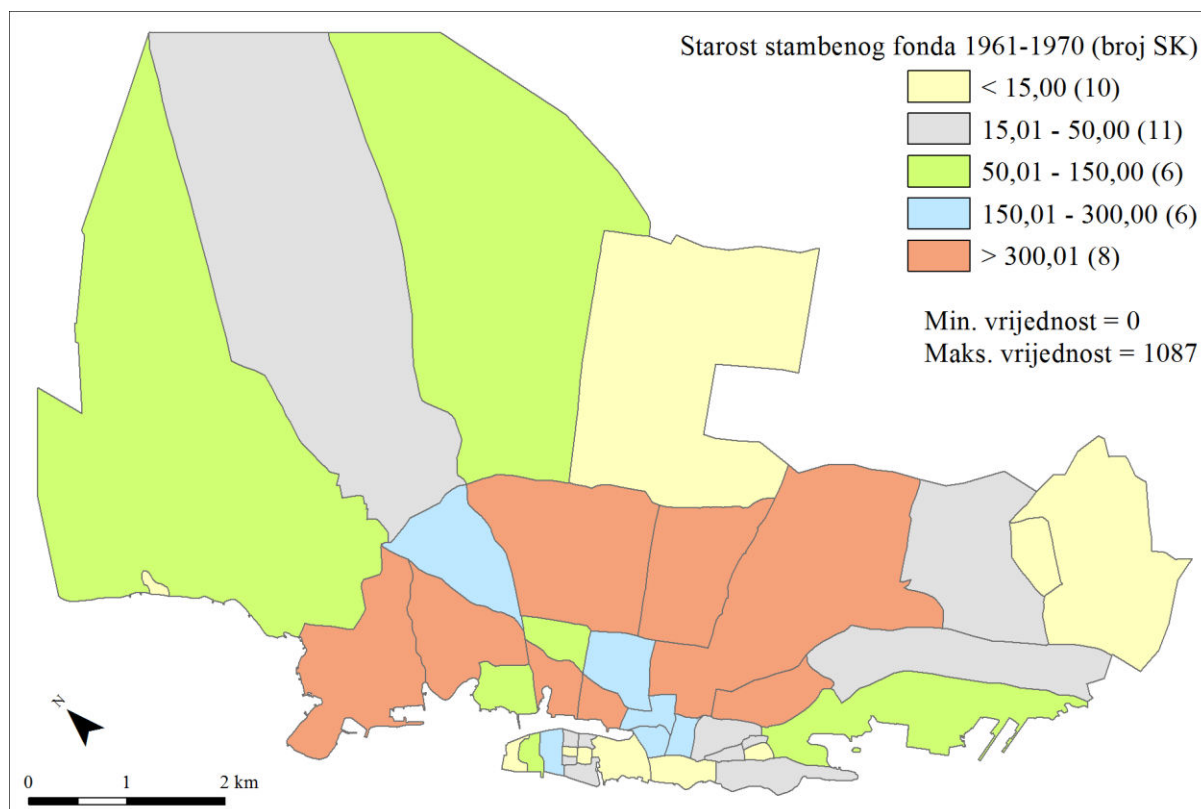 Starost stambenog fonda 1961-1970 (broj SK)
< 15,00 (10)
15,01 - 50,00 (11)
50,01 - 150,00 (6)
150,01 - 300,00 (6)
> 300,01 (8)
Min. vrijednost = 0
Maks. vrijednost = 1087
N
0 1 2 km